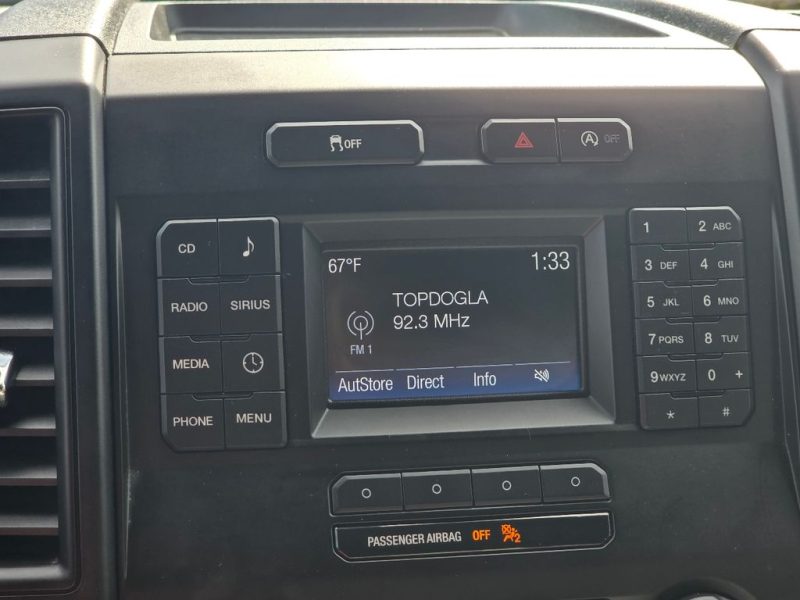 OFF
A OFF
CD
RADIO SIRIUS
MEDIA
PHONE MENU
67°F 1:33
TOPDOGLA
92.3 MHz
FM 1
AutStore Direct Info
1 2 ABC
3 DEF 4 GHI
5 JKL 6 MNO
7 PQRS 8 TUV
9 WXYZ 0 +
* #
PASSENGER AIRBAG OFF 2